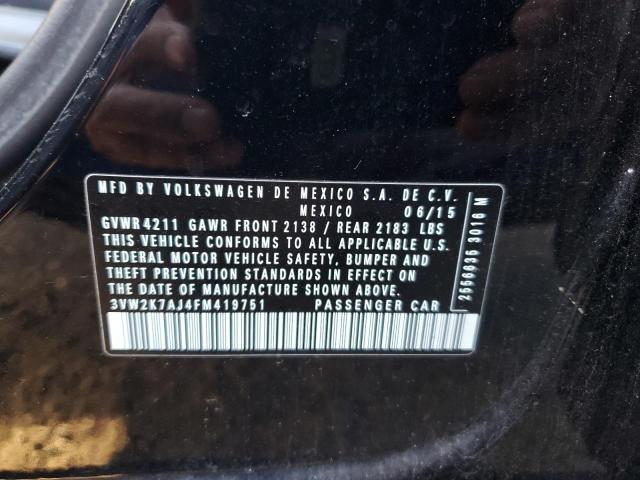 MFD BY VOLKSWAGEN DE MEXICO S.A. DE C.V.
MEXICO 06/15
GVWR 4211 GAWR FRONT 2138 / REAR 2183 LBS
THIS VEHICLE CONFORMS TO ALL APPLICABLE U.S.
FEDERAL MOTOR VEHICLE SAFETY, BUMPER AND
THEFT PREVENTION STANDARDS IN EFFECT ON
THE DATE OF MANUFACTURE SHOWN ABOVE.
3VW2K7AJ4FM419751 PASSENGER CAR
2556835 3016 M